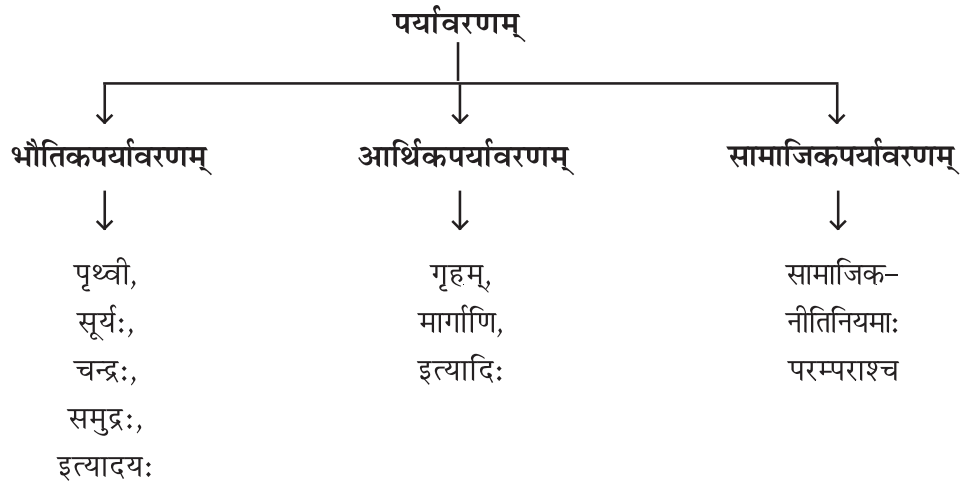 पर्यावरणम्
भौतिकपर्यावरणम्
आर्थिकपर्यावरणम्
सामाजिकपर्यावरणम्
पृथ्वी,
सूर्यः,
चन्द्रः,
समुद्रः,
इत्यादयः
गृहम्,
मार्गाणि,
इत्यादिः
सामाजिक–
नीतिनियमाः
परम्पराश्च